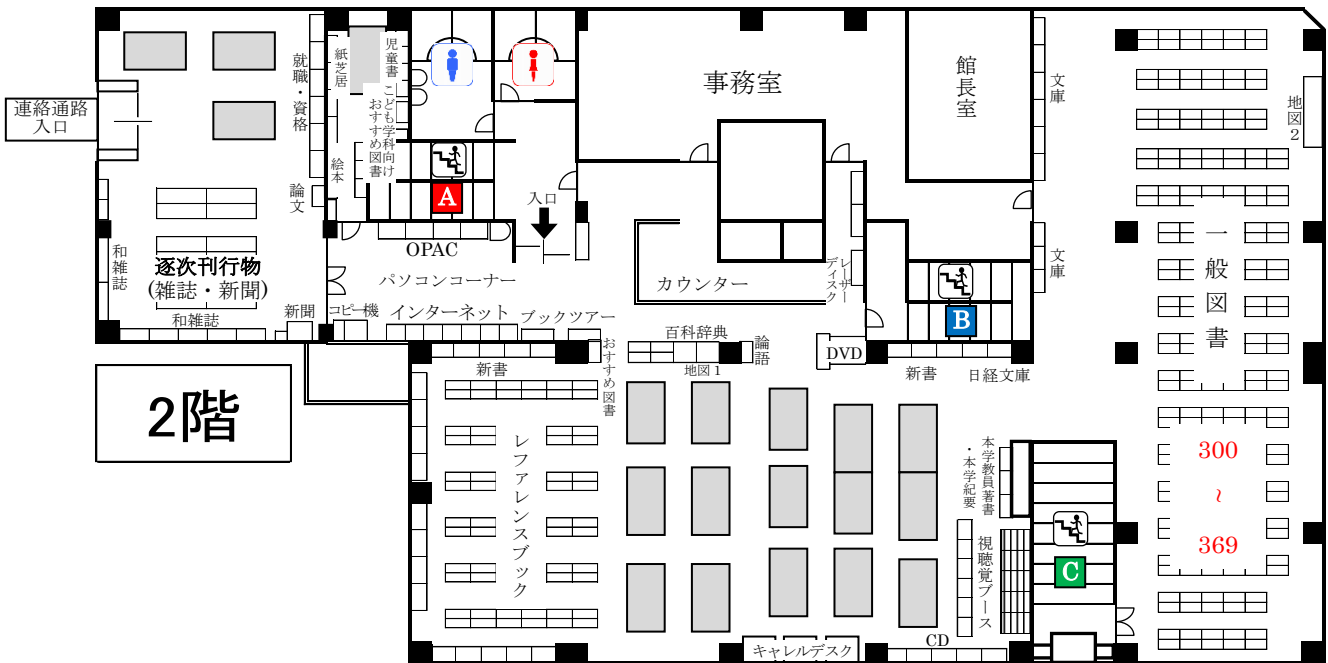 連絡通路
入口
就職・資格
論文
和雑誌
逐次刊行物
(雑誌・新聞)
和雑誌
新聞
紙芝居
児童書
こども学科向け
おすすめ図書
絵本
A
入口
OPAC
パソコンコーナー
コピー機
インターネット
ブックツアー
事務室
館長室
カウンター
レーザー
ディスク
文庫
文庫
地図2
B
百科辞典
論語
地図1
DVD
新書
おすすめ図書
新書
日経文庫
一般図書
300
~
369
2階
レファレンスブック
本学教員著書
・本学紀要
視聴覚ブース
C
キャレルデスク
CD